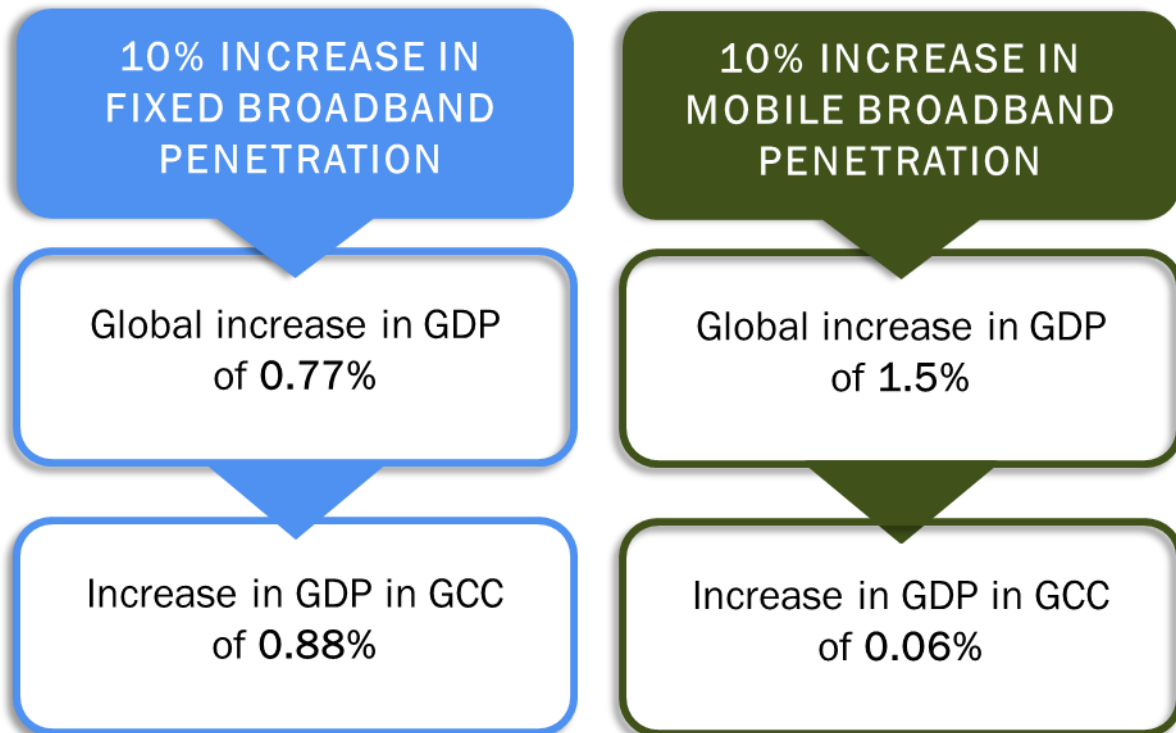 10% INCREASE IN
FIXED BROADBAND
PENETRATION
Global increase in GDP
of 0.77%
Increase in GDP in GCC
of 0.88%
10% INCREASE IN
MOBILE BROADBAND
PENETRATION
Global increase in GDP
of 1.5%
Increase in GDP in GCC
of 0.06%